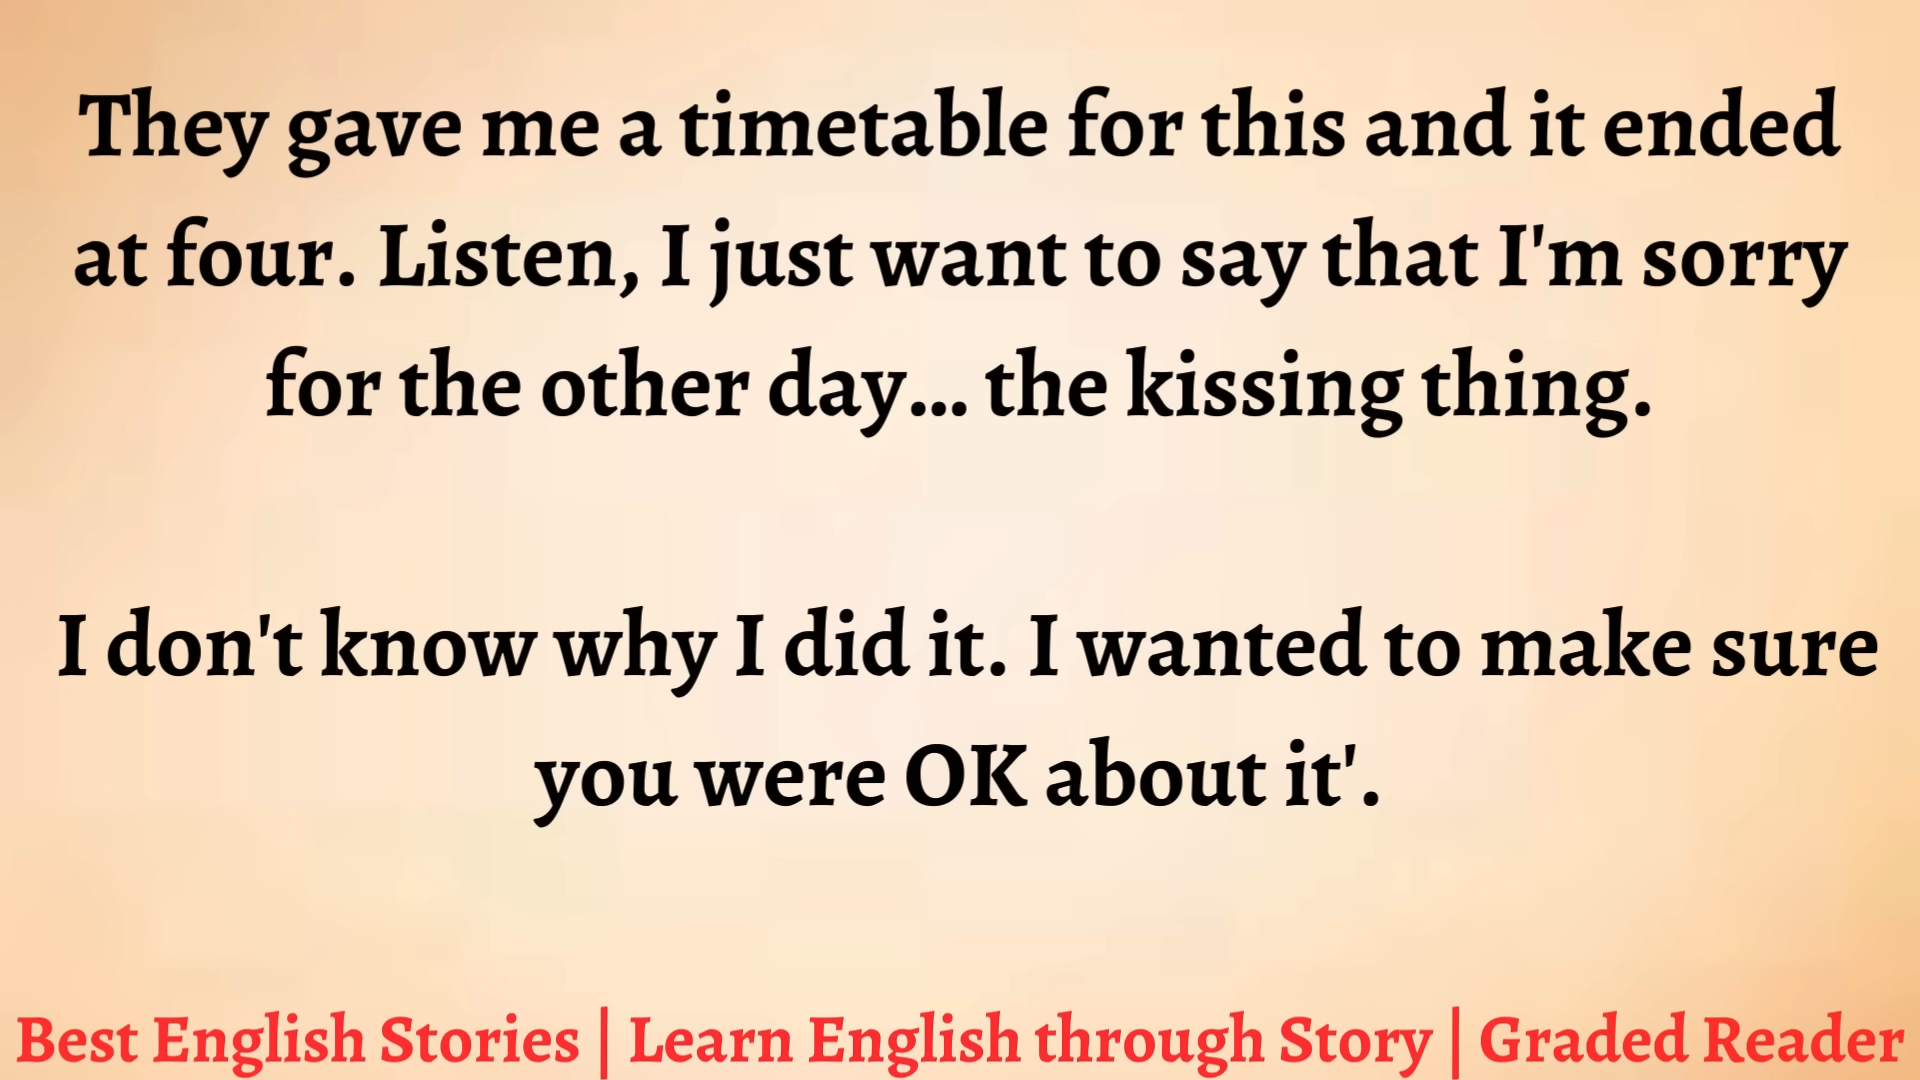 They gave me a timetable for this and it ended
at four. Listen, I just want to say that I'm sorry
for the other day... the kissing thing.
I don't know why I did it. I wanted to make sure
you were OK about it'.
Best English Stories | Learn English through Story | Graded Reader